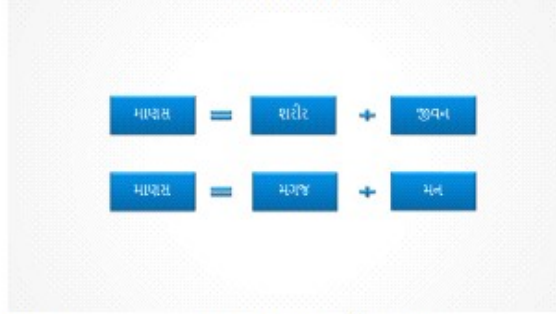 માણસ = શરીર + જીવન
માણસ = મગજ + મન